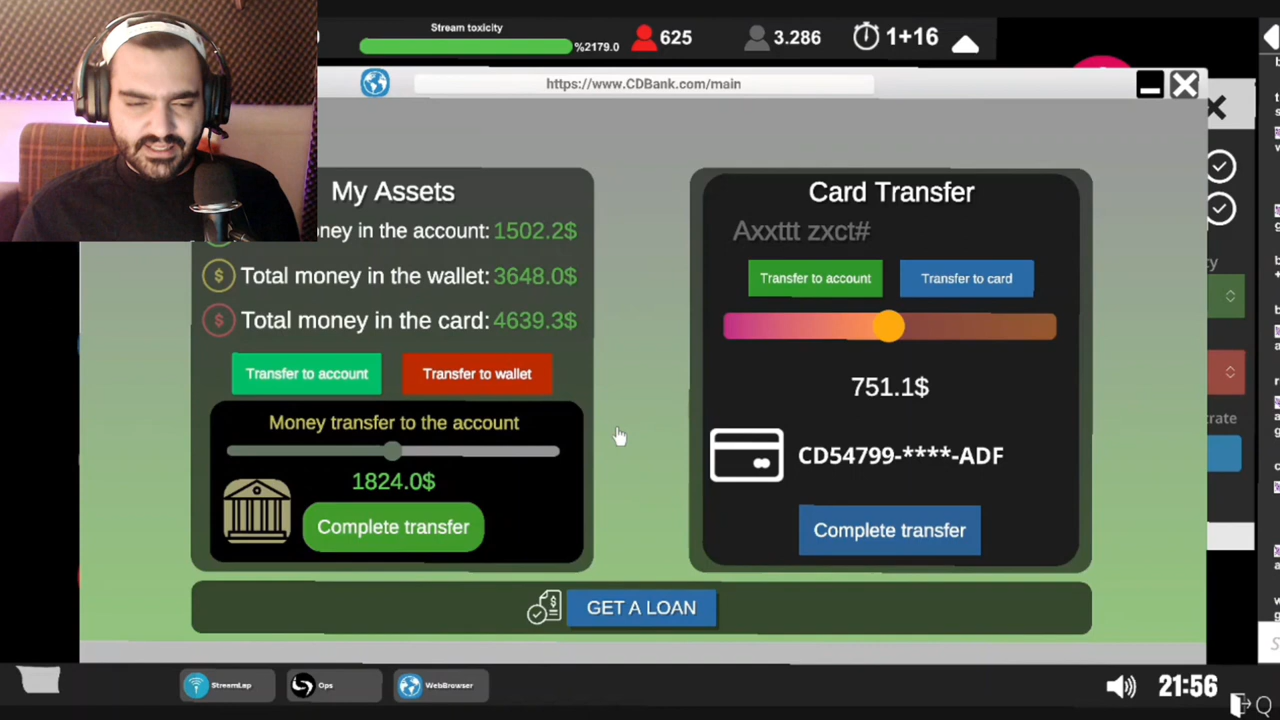 Stream toxicity
%2179.0
625
3.286
1+16
https://www.CDBank.com/main
My Assets
ney in the account: 1502.2$
Total money in the wallet: 3648.0$
Total money in the card: 4639.3$
Transfer to account
Transfer to wallet
Money transfer to the account
1824.0$
Complete transfer
Card Transfer
Axxttt zxct#
Transfer to account
Transfer to card
751.1$
CD54799-****-ADF
Complete transfer
GET A LOAN
StreamLap
Ops
WebBrowser
21:56
Q